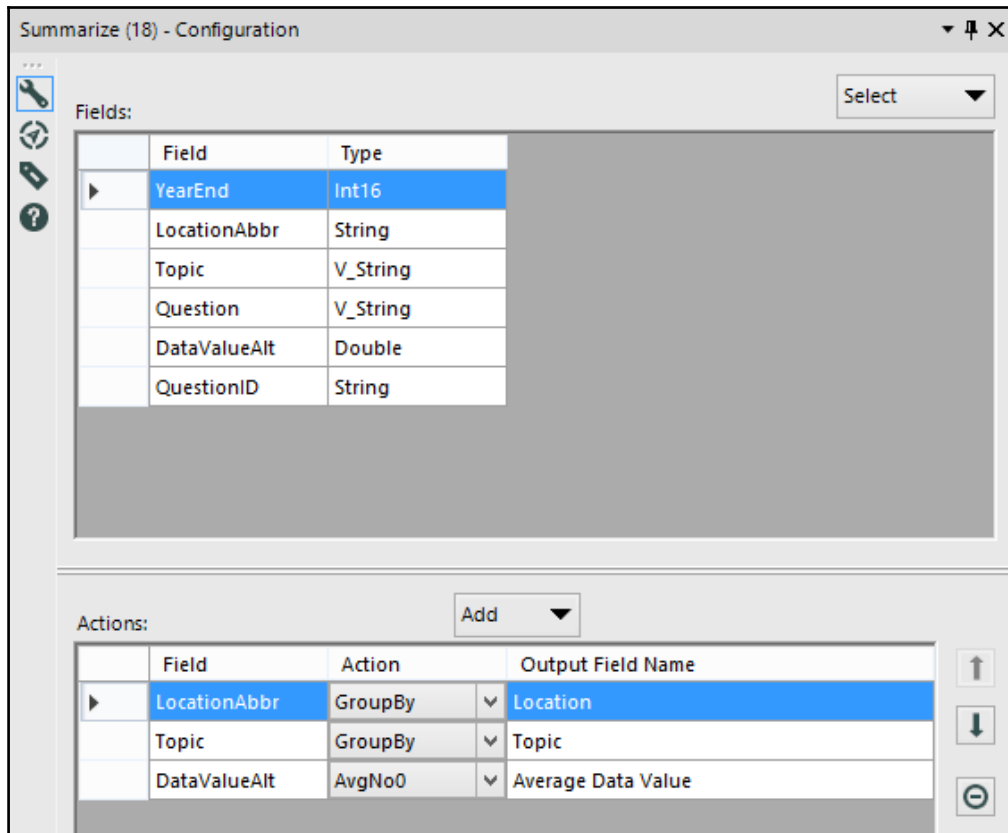 Summarize (18) - Configuration
Select
Fields:
Field Type
YearEnd Int16
LocationAbbr String
Topic V_String
Question V_String
DataValueAlt Double
QuestionID String
Add
Actions:
Field Action Output Field Name
LocationAbbr GroupBy Location
Topic GroupBy Topic
DataValueAlt AvgNo0 Average Data Value